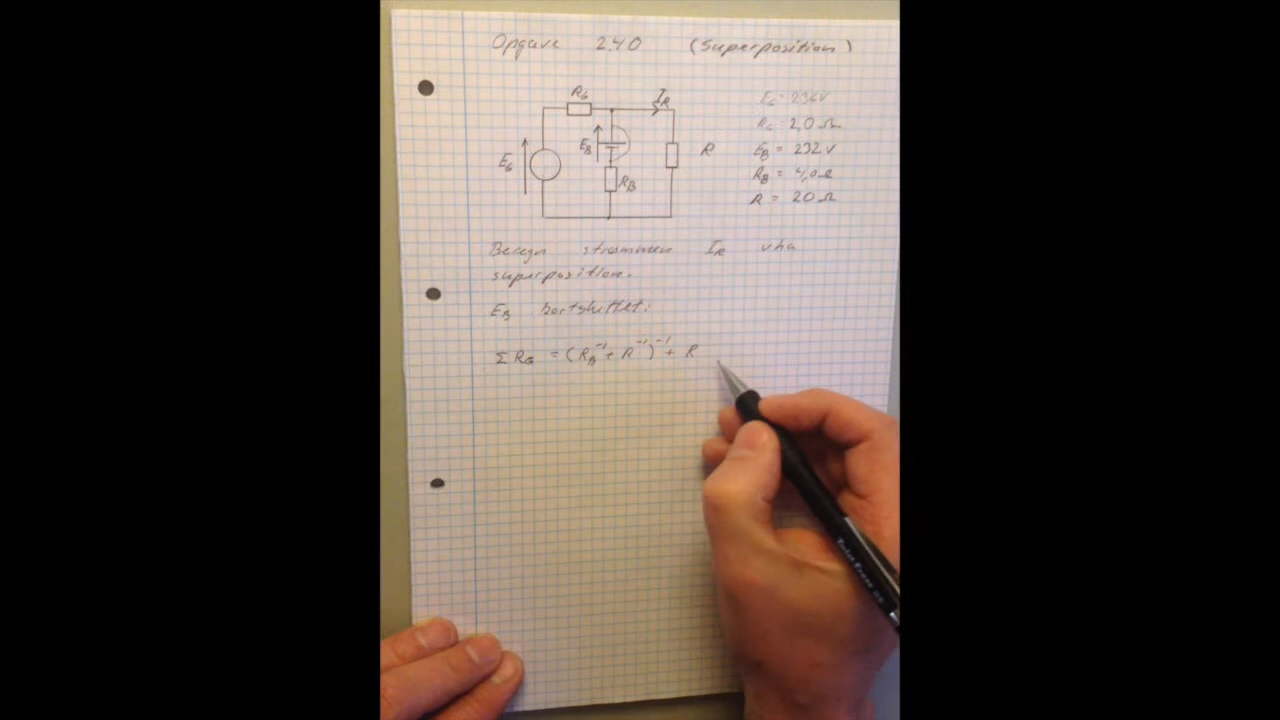 Opgave 2.40 (Superposition)
R_G I_R
E_G E_B R_B R
E_G = 236 V
R_G = 2,0 Ω
E_B = 232 V
R_B = 4,0 Ω
R = 20 Ω
Beregn strømmen I_R vha
superposition.
E_B kortsluttet:
ΣR_G = (R_B^-1 + R^-1)^-1 + R